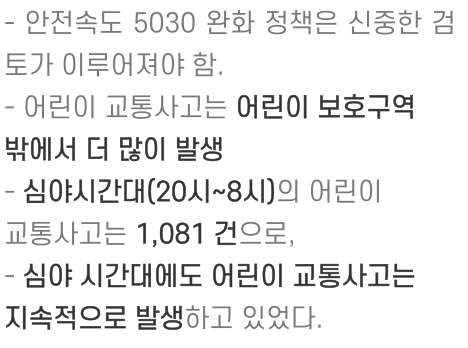 - 안전속도 5030 완화 정책은 신중한 검
토가 이루어져야 함.
- 어린이 교통사고는 어린이 보호구역
밖에서 더 많이 발생
- 심야시간대(20시~8시)의 어린이
교통사고는 1,081 건으로,
- 심야 시간대에도 어린이 교통사고는
지속적으로 발생하고 있었다.